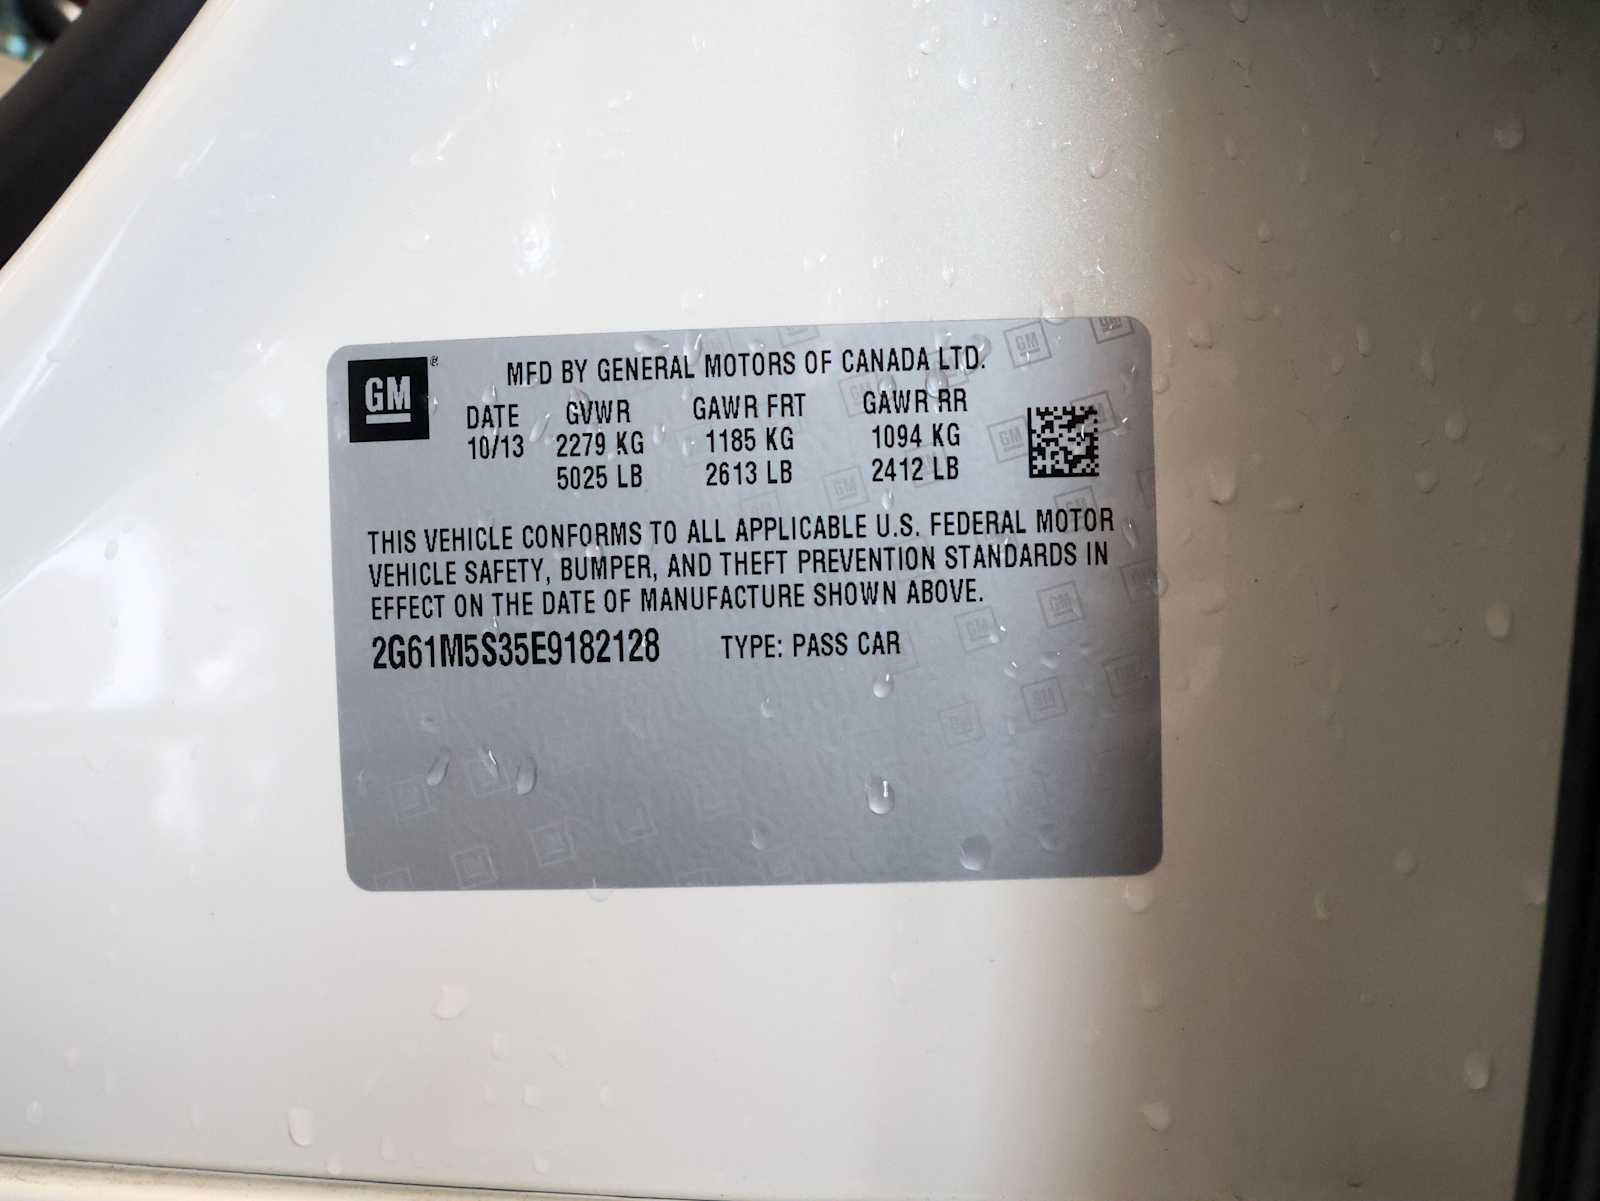 GM®
MFD BY GENERAL MOTORS OF CANADA LTD.
DATE GVWR GAWR FRT GAWR RR
10/13 2279 KG 1185 KG 1094 KG
5025 LB 2613 LB 2412 LB
THIS VEHICLE CONFORMS TO ALL APPLICABLE U.S. FEDERAL MOTOR
VEHICLE SAFETY, BUMPER, AND THEFT PREVENTION STANDARDS IN
EFFECT ON THE DATE OF MANUFACTURE SHOWN ABOVE.
2G61M5S35E9182128 TYPE: PASS CAR